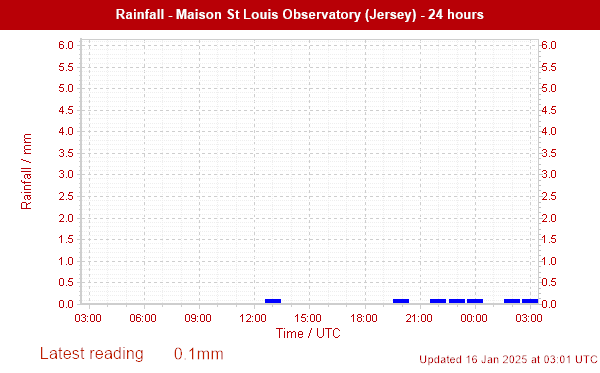 Rainfall - Maison St Louis Observatory (Jersey) - 24 hours
6.0 6.0
5.5 5.5
5.0 5.0
4.5 4.5
4.0 4.0
3.5 3.5
Rainfall / mm
3.0 3.0
2.5 2.5
2.0 2.0
1.5 1.5
1.0 1.0
0.5 0.5
0.0 0.0
03:00 06:00 09:00 12:00 15:00 18:00 21:00 00:00 03:00
Time / UTC
Latest reading 0.1mm
Updated 16 Jan 2025 at 03:01 UTC